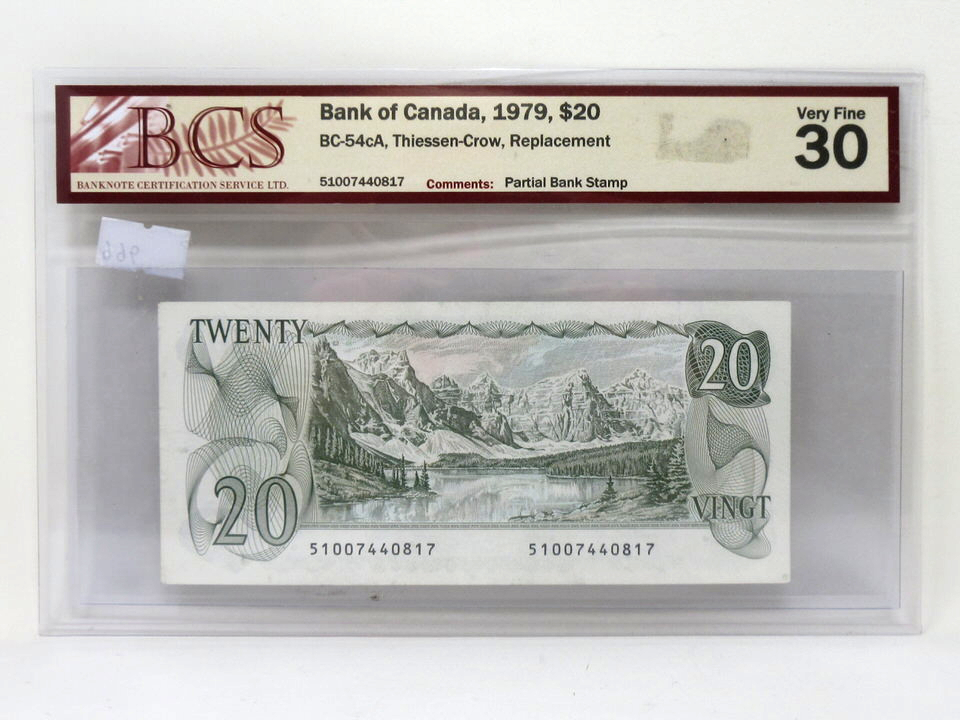 BCS
BANKNOTE CERTIFICATION SERVICE LTD.
Bank of Canada, 1979, $20
BC-54cA, Thiessen-Crow, Replacement
51007440817 Comments: Partial Bank Stamp
Very Fine
30
966
TWENTY
20
20
VINGT
51007440817 51007440817